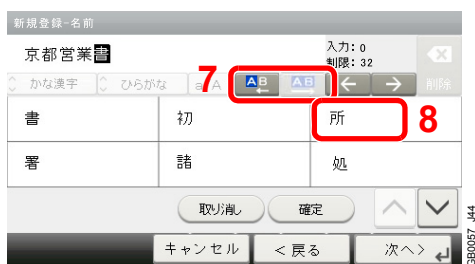 新規登録-名前
京都営業書
入力: 0
制限: 32
かな漢字 ひらがな a A AB AB ← → 削除
7
書 初 所
8
署 諸 処
取り消し 確定
キャンセル <戻る 次へ>
GB0057_J44